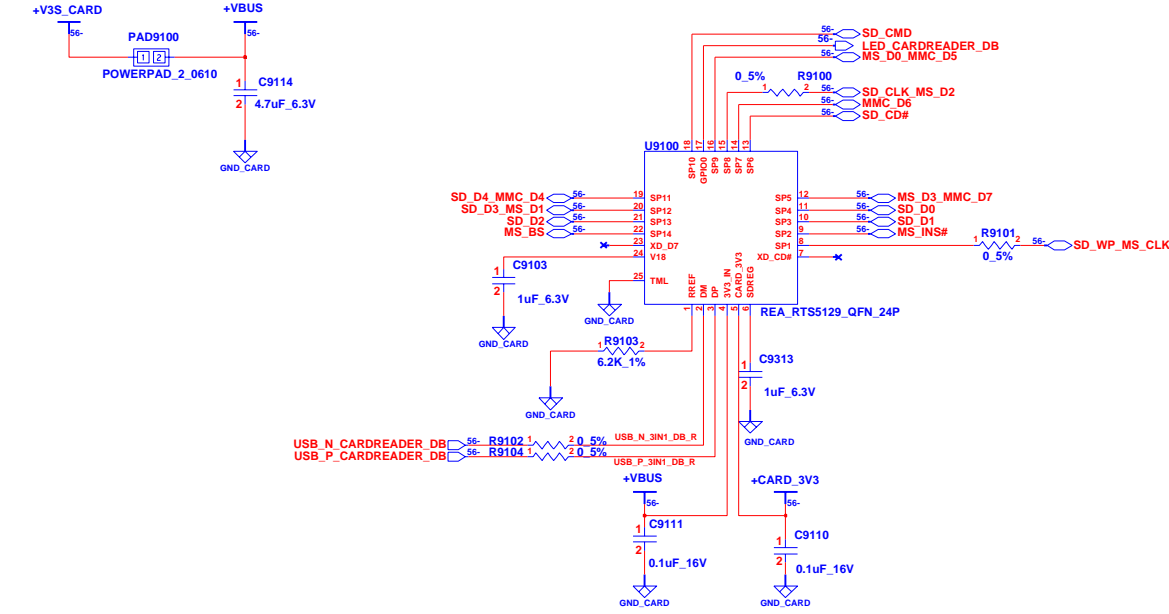 +V3S_CARD
+VBUS
56-
56-
PAD9100
1 2
POWERPAD_2_0610
1
C9114
2
4.7uF_6.3V
GND_CARD
56-
SD_CMD
56-
LED_CARDREADER_DB
56-
MS_D0_MMC_D5
0_5%
R9100
1
2
56-
SD_CLK_MS_D2
56-
MMC_D6
56-
SD_CD#
U9100
18
17
16
15
14
13
SP10
GPIO0
SP9
SP8
SP7
SP6
SD_D4_MMC_D4
56-
19
SP11
SP5
12
56-
MS_D3_MMC_D7
SD_D3_MS_D1
56-
20
SP12
SP4
11
56-
SD_D0
SD_D2
56-
21
SP13
SP3
10
56-
SD_D1
MS_BS
56-
22
SP14
SP2
9
56-
MS_INS#
23
XD_D7
SP1
8
1
R9101
2
0_5%
56-
SD_WP_MS_CLK
24
V18
XD_CD#
7
25
TML
C9103
1
2
1uF_6.3V
GND_CARD
GND_CARD
RREF
DM
DP
3V3_IN
CARD_3V3
SDREG
1
2
3
4
5
6
REA_RTS5129_QFN_24P
R9103
1
2
6.2K_1%
GND_CARD
C9313
1
2
1uF_6.3V
GND_CARD
USB_N_CARDREADER_DB
56-
R9102
1
2
0_5%
USB_N_3IN1_DB_R
USB_P_CARDREADER_DB
56-
R9104
1
2
0_5%
USB_P_3IN1_DB_R
+VBUS
56-
C9111
1
2
0.1uF_16V
GND_CARD
+CARD_3V3
56-
C9110
1
2
0.1uF_16V
GND_CARD